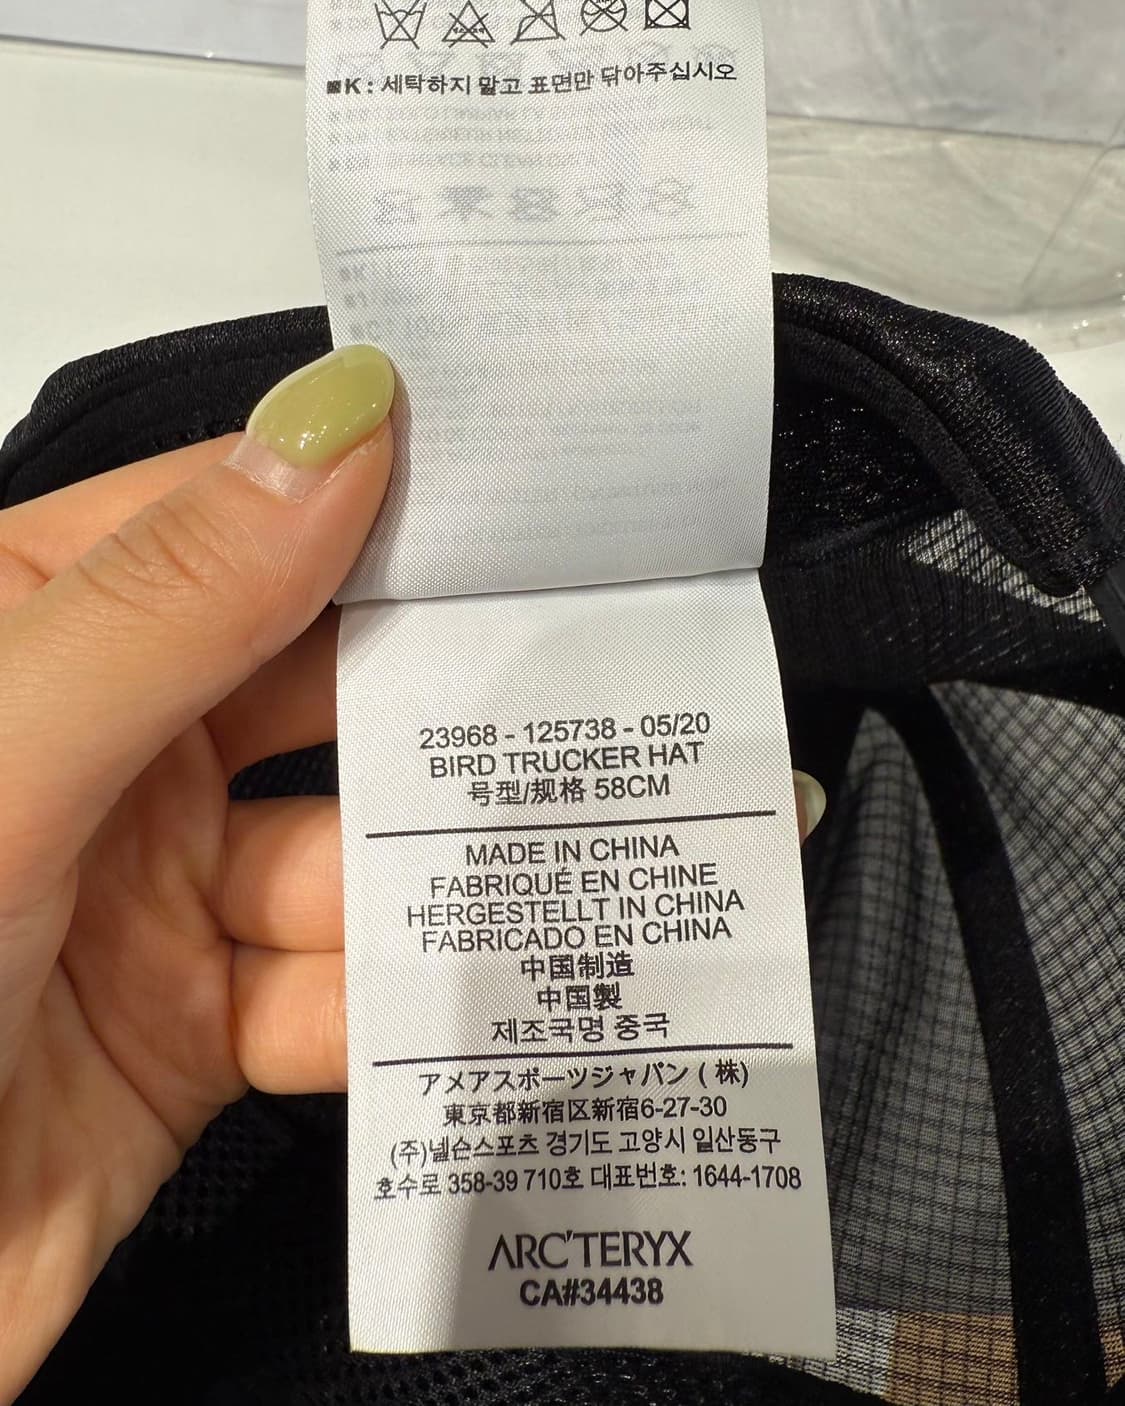 K : 세탁하지 말고 표면만 닦아주십시오
23968 - 125738 - 05/20
BIRD TRUCKER HAT
号型/规格 58CM
MADE IN CHINA
FABRIQUÉ EN CHINE
HERGESTELLT IN CHINA
FABRICADO EN CHINA
中国制造
中国製
제조국명 중국
アメアスポーツジャパン ( 株)
東京都新宿区新宿6-27-30
(주)넬슨스포츠 경기도 고양시 일산동구
호수로 358-39 710호 대표번호: 1644-1708
ARC'TERYX
CA#34438